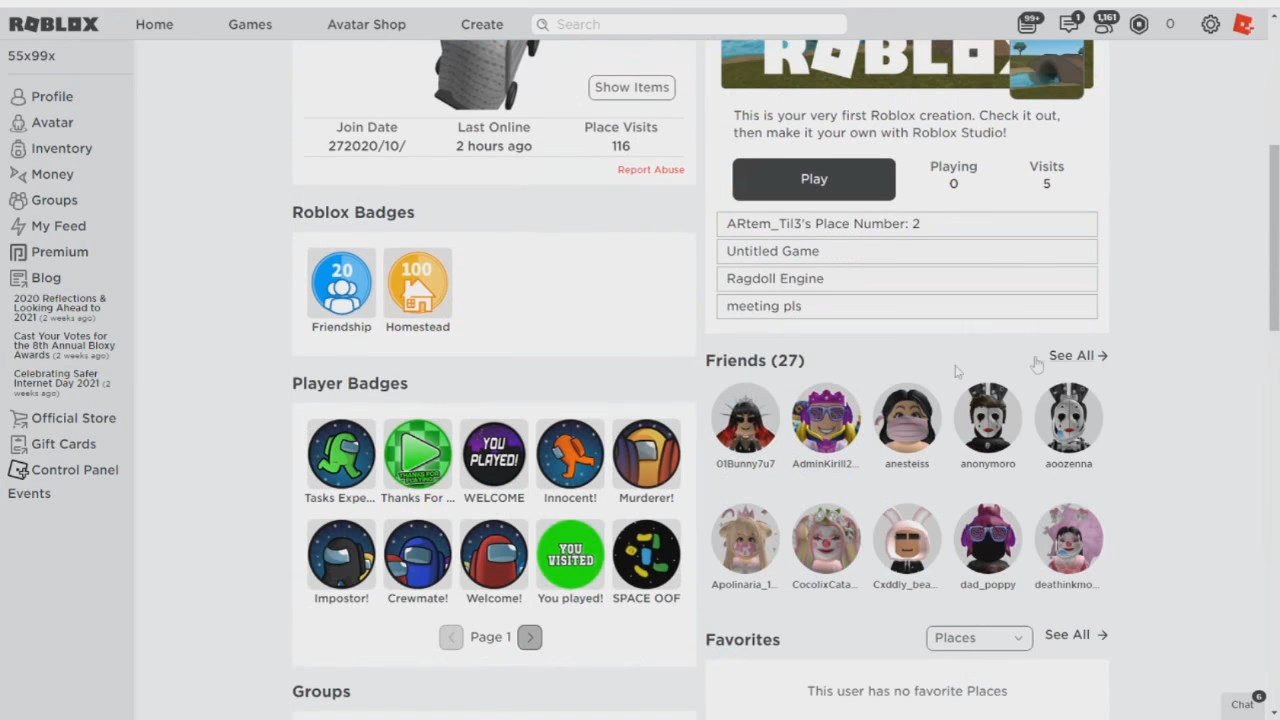 ROBLOX
Home
Games
Avatar Shop
Create
Search
99+
1
1,161
0
55x99x
Profile
Avatar
Inventory
Money
Groups
My Feed
Premium
Blog
2020 Reflections &
Looking Ahead to
2021 (2 weeks ago)
Cast Your Votes for
the 8th Annual Bloxy
Awards (2 weeks ago)
Celebrating Safer
Internet Day 2021 (2
weeks ago)
Official Store
Gift Cards
Control Panel
Events
Show Items
Join Date
272020/10/
Last Online
2 hours ago
Place Visits
116
Report Abuse
Roblox Badges
20
100
Friendship
Homestead
Player Badges
THANKS FOR
PLAYING
YOU
PLAYED!
Tasks Expe...
Thanks For ...
WELCOME
Innocent!
Murderer!
YOU
VISITED
Impostor!
Crewmate!
Welcome!
You played!
SPACE OOF
Page 1
Groups
ROBLOX
This is your very first Roblox creation. Check it out,
then make it your own with Roblox Studio!
Play
Playing
0
Visits
5
ARtem_Til3's Place Number: 2
Untitled Game
Ragdoll Engine
meeting pls
Friends (27)
See All
01Bunny7u7
AdminKirill2...
anesteiss
anonymoro
aoozenna
Apolinaria_1...
CocolixCata...
Cxddly_bea...
dad_poppy
deathinkmo...
Favorites
Places
See All
This user has no favorite Places
Chat
6